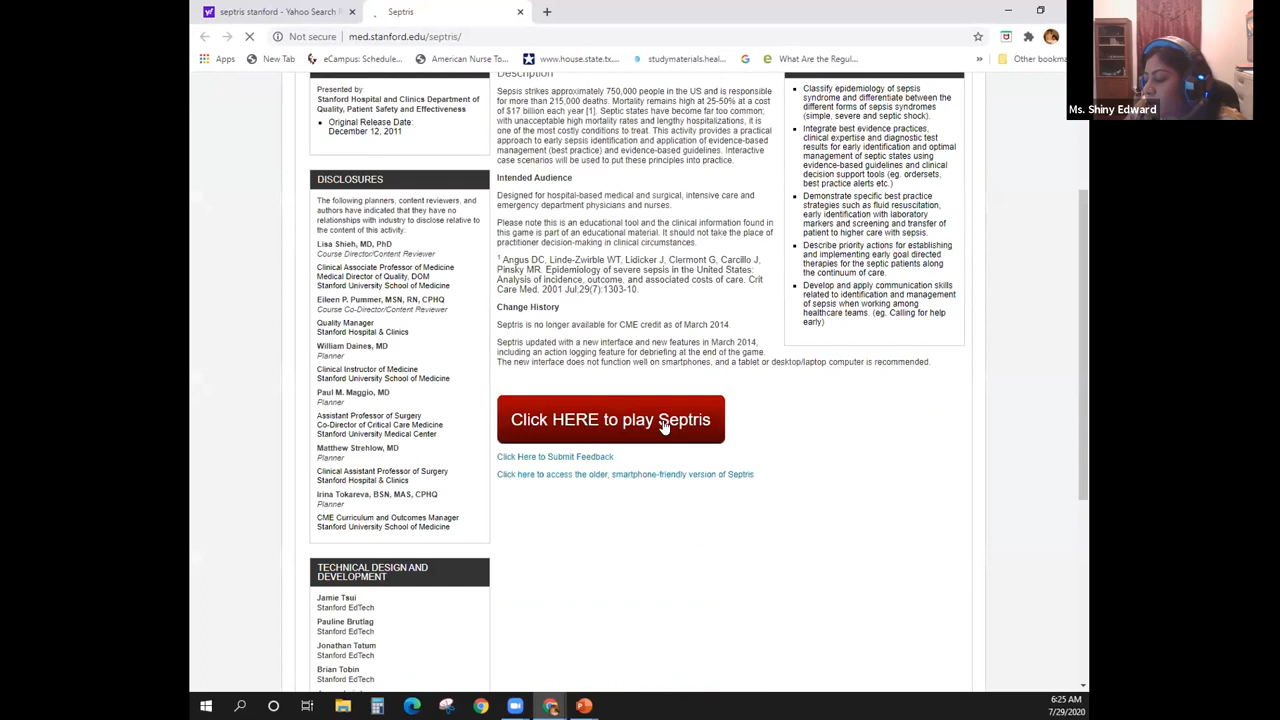 septris stanford - Yahoo Search R
Septris
Not secure
med.stanford.edu/septris/
Apps
New Tab
eCampus: Schedule...
American Nurse To...
www.house.state.tx....
studymaterials.heal...
What Are the Regul...
»
Other bookma
Ms. Shiny Edward
Presented by
Stanford Hospital and Clinics Department of
Quality, Patient Safety and Effectiveness
Original Release Date:
December 12, 2011
DISCLOSURES
The following planners, content reviewers, and
authors have indicated that they have no
relationships with industry to disclose relative to
the content of this activity:
Lisa Shieh, MD, PhD
Course Director/Content Reviewer
Clinical Associate Professor of Medicine
Medical Director of Quality, DOM
Stanford University School of Medicine
Eileen P. Pummer, MSN, RN, CPHQ
Course Co-Director/Content Reviewer
Quality Manager
Stanford Hospital & Clinics
William Daines, MD
Planner
Clinical Instructor of Medicine
Stanford University School of Medicine
Paul M. Maggio, MD
Planner
Assistant Professor of Surgery
Co-Director of Critical Care Medicine
Stanford University Medical Center
Matthew Strehlow, MD
Planner
Clinical Assistant Professor of Surgery
Stanford Hospital & Clinics
Irina Tokareva, BSN, MAS, CPHQ
Planner
CME Curriculum and Outcomes Manager
Stanford University School of Medicine
TECHNICAL DESIGN AND
DEVELOPMENT
Jamie Tsui
Stanford EdTech
Pauline Brutlag
Stanford EdTech
Jonathan Tatum
Stanford EdTech
Brian Tobin
Stanford EdTech
Description
Sepsis strikes approximately 750,000 people in the US and is responsible
for more than 215,000 deaths. Mortality remains high at 25-50% at a cost
of $17 billion each year [1]. Septic states have become far too common;
with unacceptable high mortality rates and lengthy hospitalizations, it is
one of the most costly conditions to treat. This activity provides a practical
approach to early sepsis identification and application of evidence-based
management (best practice) and evidence-based guidelines. Interactive
case scenarios will be used to put these principles into practice.
Intended Audience
Designed for hospital-based medical and surgical, intensive care and
emergency department physicians and nurses.
Please note this is an educational tool and the clinical information found in
this game is part of an educational material. It should not take the place of
practitioner decision-making in clinical circumstances.
1 Angus DC, Linde-Zwirble WT, Lidicker J, Clermont G, Carcillo J,
Pinsky MR. Epidemiology of severe sepsis in the United States:
Analysis of incidence, outcome, and associated costs of care. Crit
Care Med. 2001 Jul;29(7):1303-10.
Change History
Septris is no longer available for CME credit as of March 2014.
Septris updated with a new interface and new features in March 2014,
including an action logging feature for debriefing at the end of the game.
The new interface does not function well on smartphones, and a tablet or desktop/laptop computer is recommended.
Click HERE to play Septris
Click Here to Submit Feedback
Click here to access the older, smartphone-friendly version of Septris
Classify epidemiology of sepsis
syndrome and differentiate between the
different forms of sepsis syndromes
(simple, severe and septic shock).
Integrate best evidence practices,
clinical expertise and diagnostic test
results for early identification and optimal
management of septic states using
evidence-based guidelines and clinical
decision support tools (eg. ordersets,
best practice alerts etc.)
Demonstrate specific best practice
strategies such as fluid resuscitation,
early identification with laboratory
markers and screening and transfer of
patient to higher care with sepsis.
Describe priority actions for establishing
and implementing early goal directed
therapies for the septic patients along
the continuum of care.
Develop and apply communication skills
related to identification and management
of sepsis when working among
healthcare teams. (eg. Calling for help
early)
6:25 AM
7/29/2020